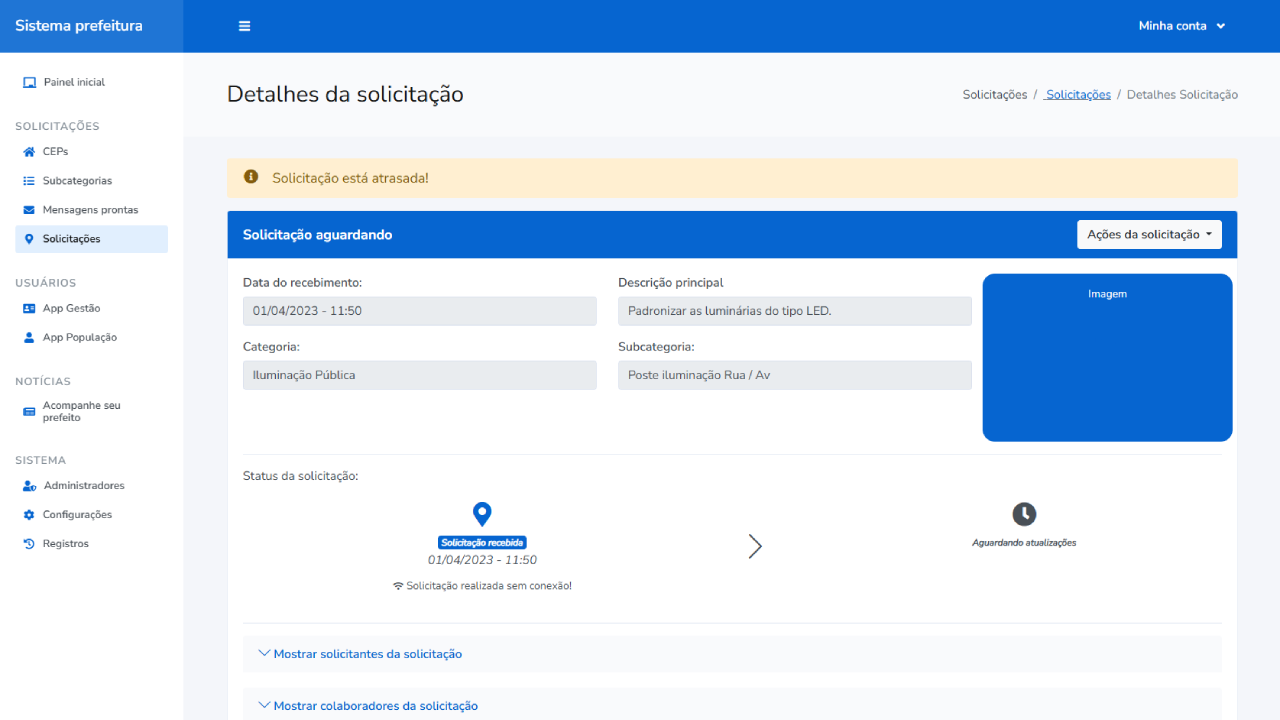 Sistema prefeitura
Minha conta
Painel inicial
SOLICITAÇÕES
CEPs
Subcategorias
Mensagens prontas
Solicitações
USUÁRIOS
App Gestão
App População
NOTÍCIAS
Acompanhe seu
prefeito
SISTEMA
Administradores
Configurações
Registros
Detalhes da solicitação
Solicitações / Solicitações / Detalhes Solicitação
Solicitação está atrasada!
Solicitação aguardando
Ações da solicitação
Data do recebimento:
01/04/2023 - 11:50
Descrição principal
Padronizar as luminárias do tipo LED.
Categoria:
Iluminação Pública
Subcategoria:
Poste iluminação Rua / Av
Imagem
Status da solicitação:
Solicitação recebida
01/04/2023 - 11:50
Solicitação realizada sem conexão!
Aguardando atualizações
Mostrar solicitantes da solicitação
Mostrar colaboradores da solicitação